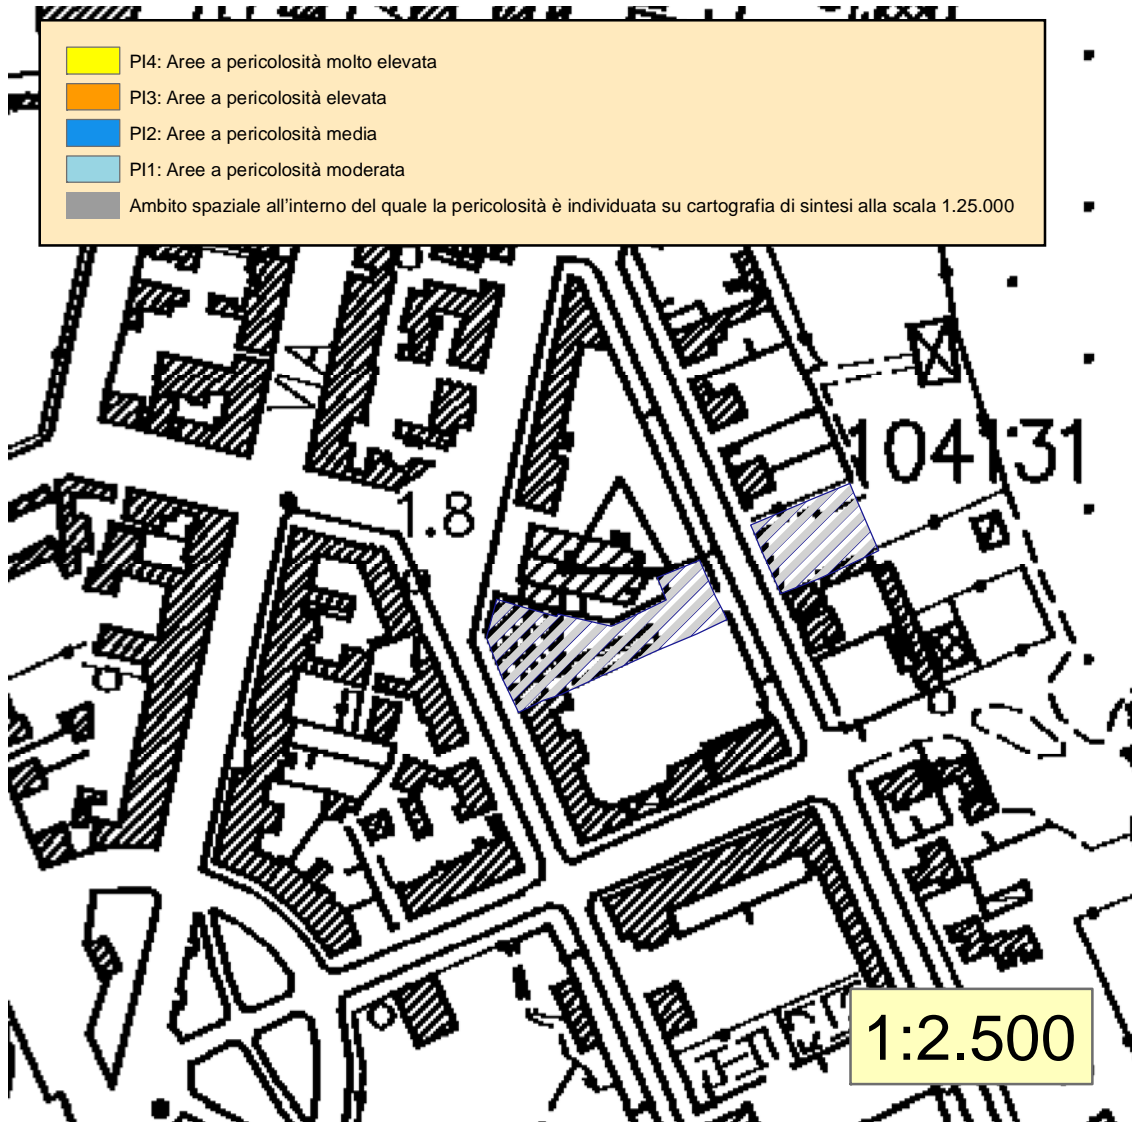 PI4: Aree a pericolosità molto elevata
PI3: Aree a pericolosità elevata
PI2: Aree a pericolosità media
PI1: Aree a pericolosità moderata
Ambito spaziale all'interno del quale la pericolosità è individuata su cartografia di sintesi alla scala 1.25.000
VIA
104131
1.8
1:2.500